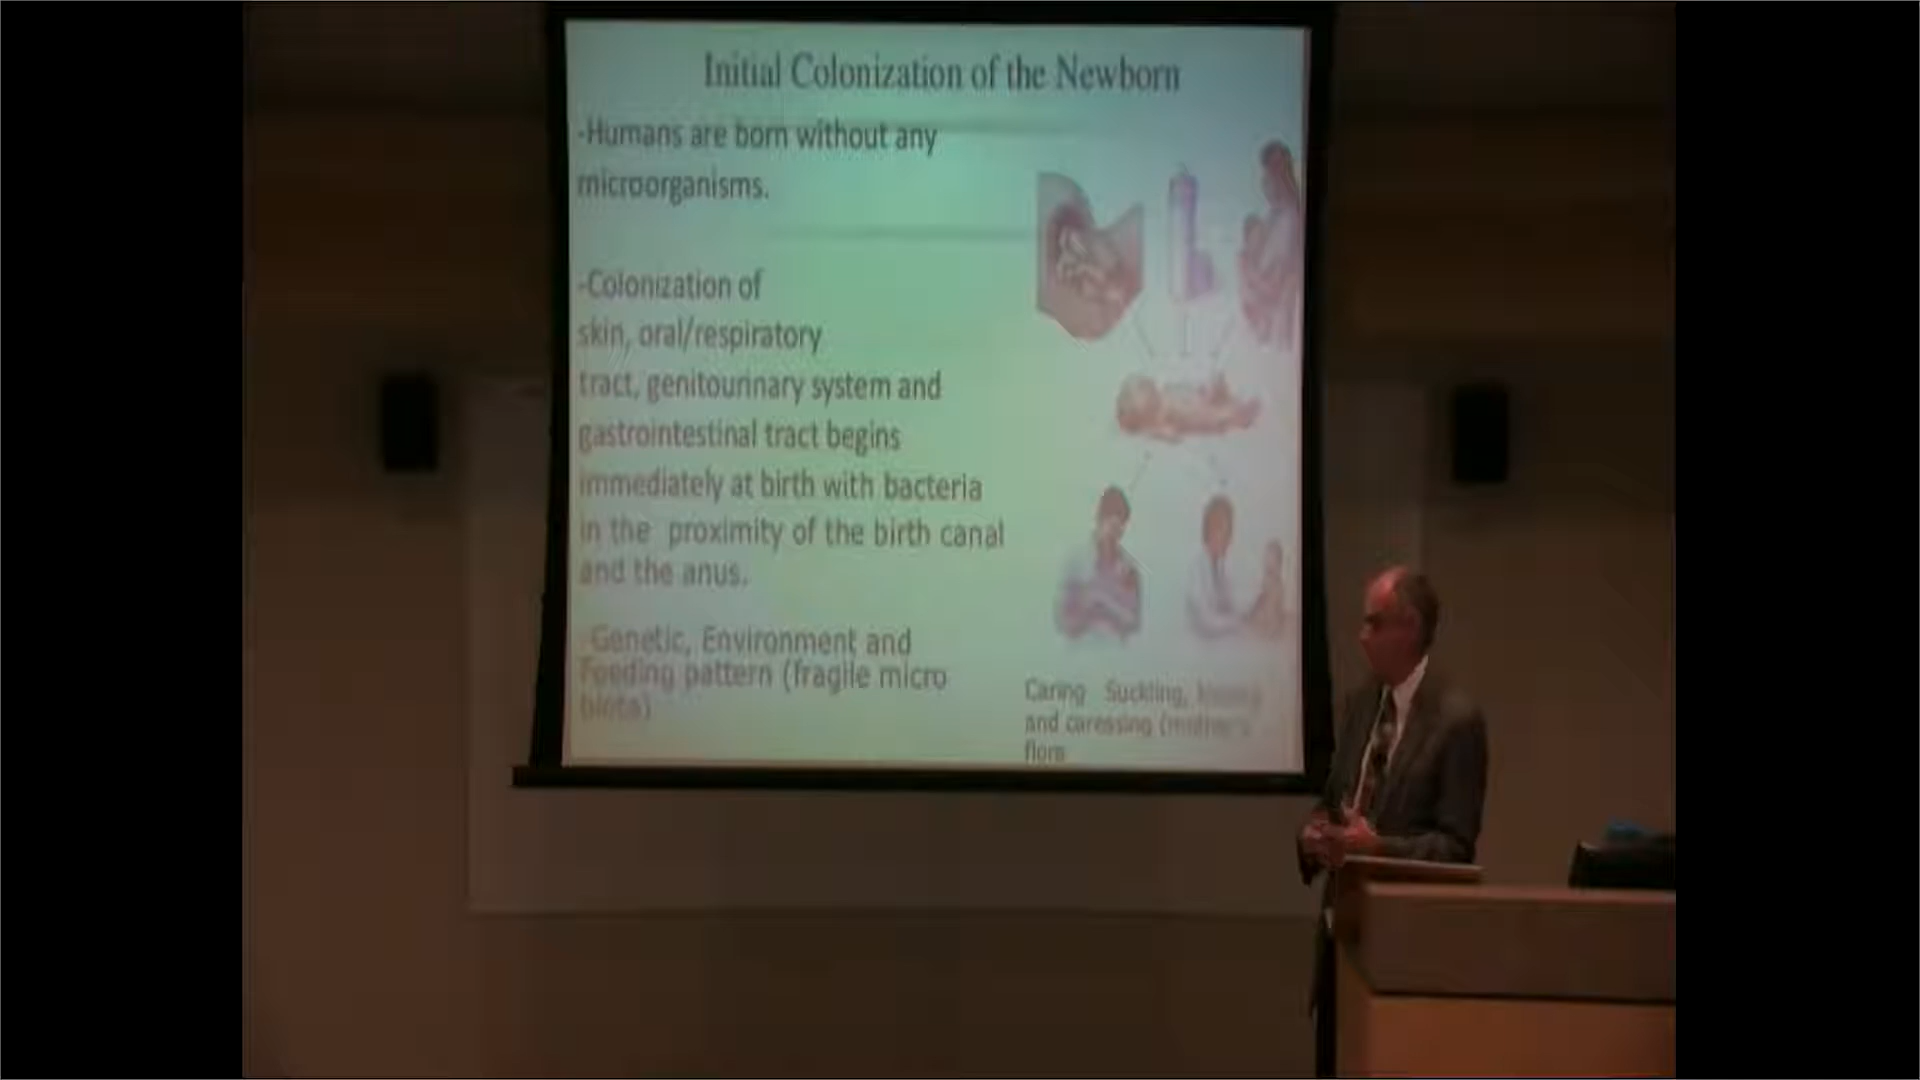 Initial Colonization of the Newborn
-Humans are born without any
microorganisms.
-Colonization of
skin, oral/respiratory
tract, genitourinary system and
gastrointestinal tract begins
immediately at birth with bacteria
in the proximity of the birth canal
and the anus.
-Genetic, Environment and
Feeding pattern (fragile micro
biota)
Caring Suckling,
and caressing (mother's
flora